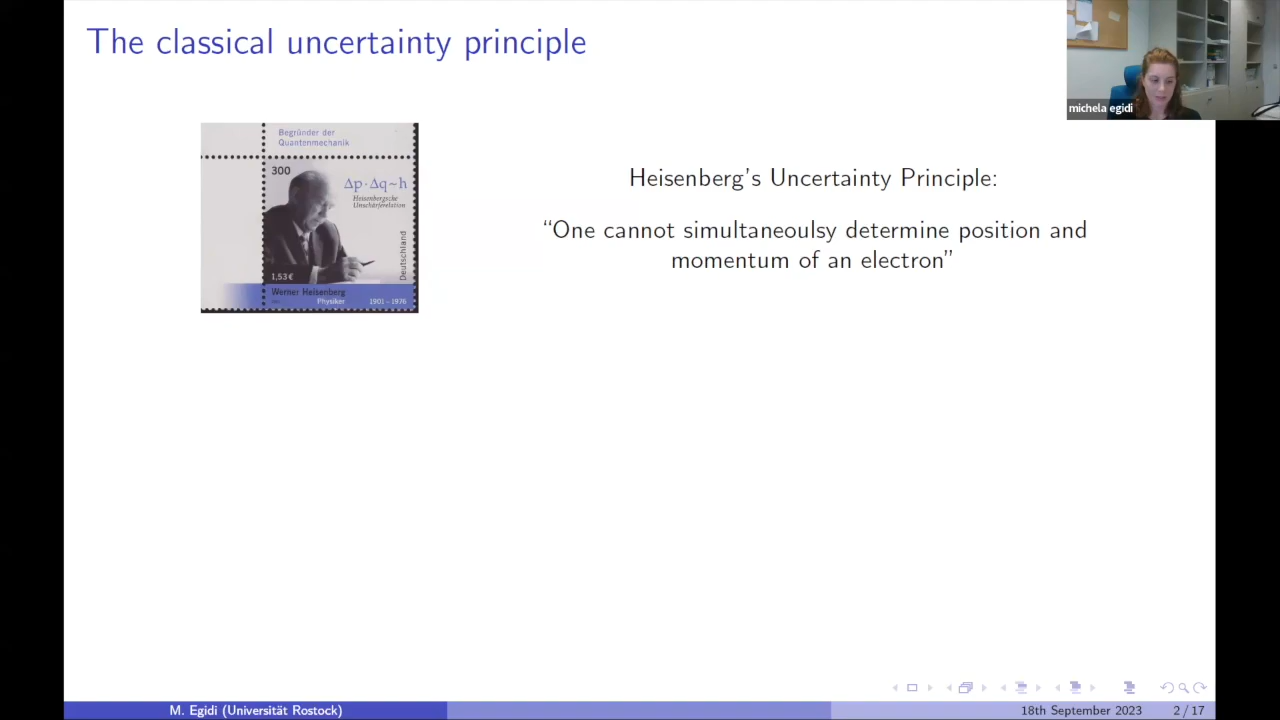 The classical uncertainty principle
michela egidi
Begründer der
Quantenmechanik
300
Δp·Δq~h
Heisenbergsche
Unschärferelation
Deutschland
1,53€
Werner Heisenberg
Physiker 1901–1976
Heisenberg's Uncertainty Principle:
“One cannot simultaneoulsy determine position and
momentum of an electron”
M. Egidi (Universität Rostock)
18th September 2023
2 / 17